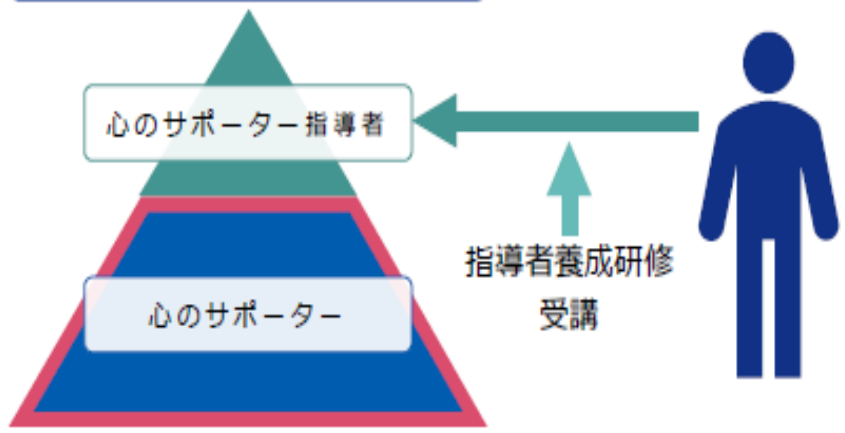 心のサポーター指導者
指導者養成研修
受講
心のサポーター